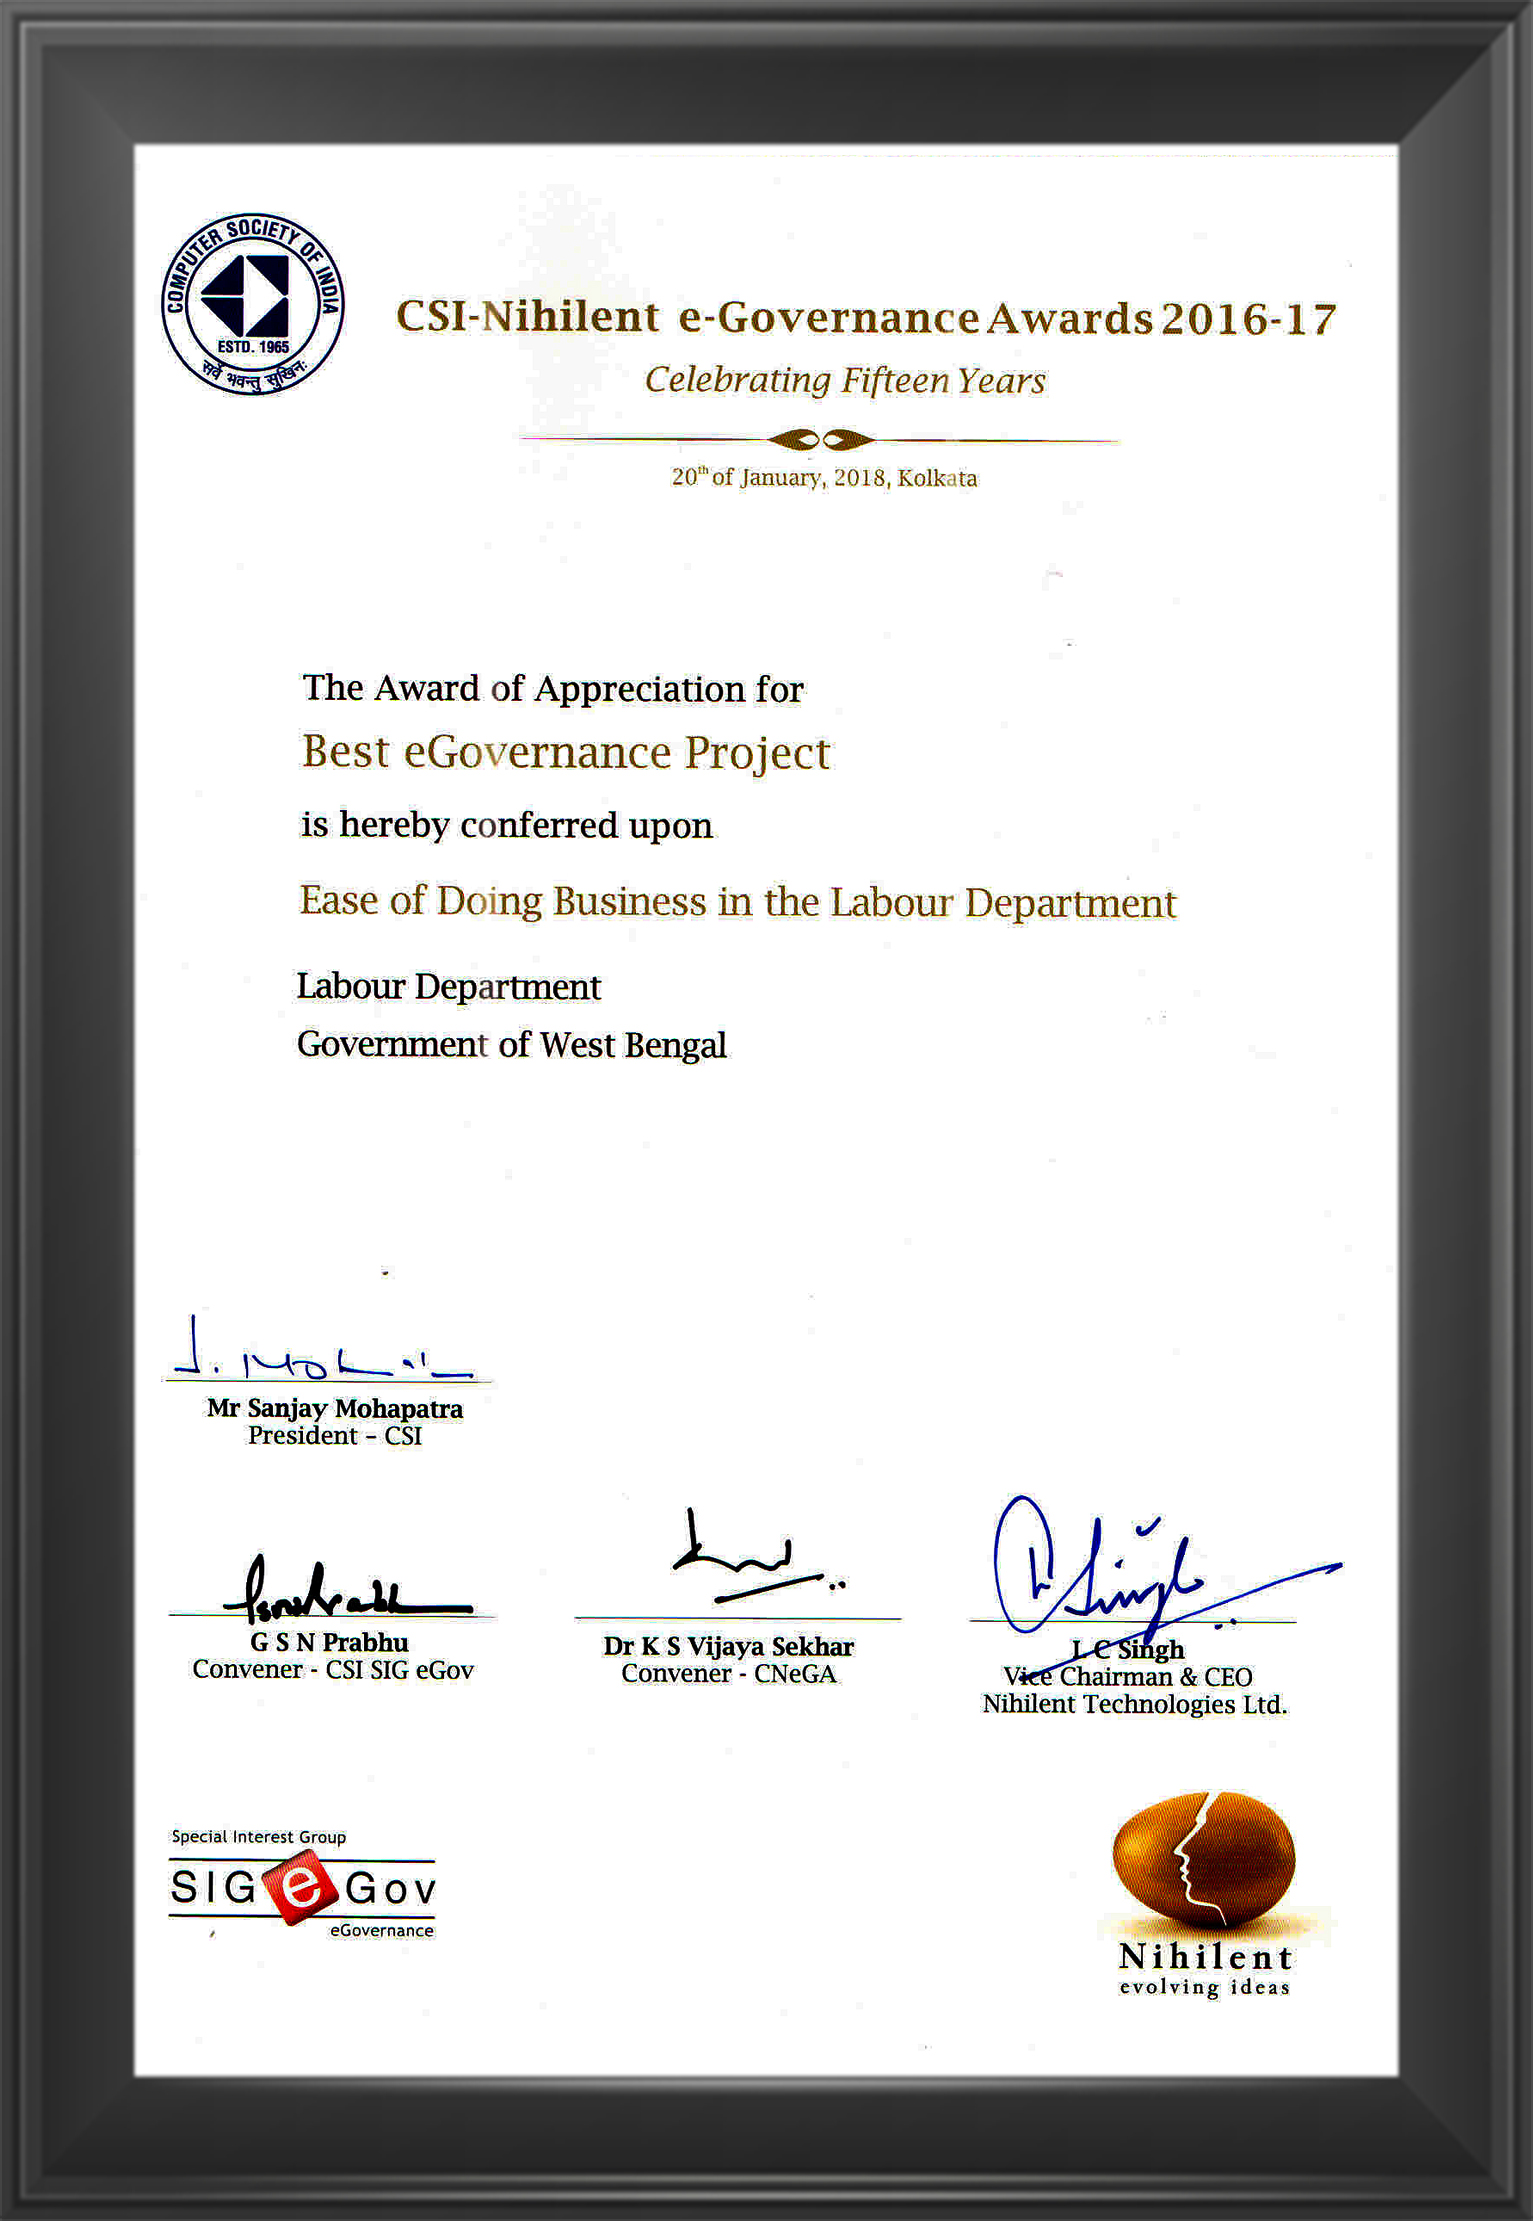 COMPUTER SOCIETY OF INDIA
ESTD. 1965
सर्वे भवन्तु सुखिनः
CSI-Nihilent e-Governance Awards 2016-17
Celebrating Fifteen Years
20th of January, 2018, Kolkata
The Award of Appreciation for
Best eGovernance Project
is hereby conferred upon
Ease of Doing Business in the Labour Department
Labour Department
Government of West Bengal
Mr Sanjay Mohapatra
President – CSI
G S N Prabhu
Convener - CSI SIG eGov
Dr K S Vijaya Sekhar
Convener - CNeGA
L C Singh
Vice Chairman & CEO
Nihilent Technologies Ltd.
Special Interest Group
SIG e Gov
eGovernance
Nihilent
evolving ideas